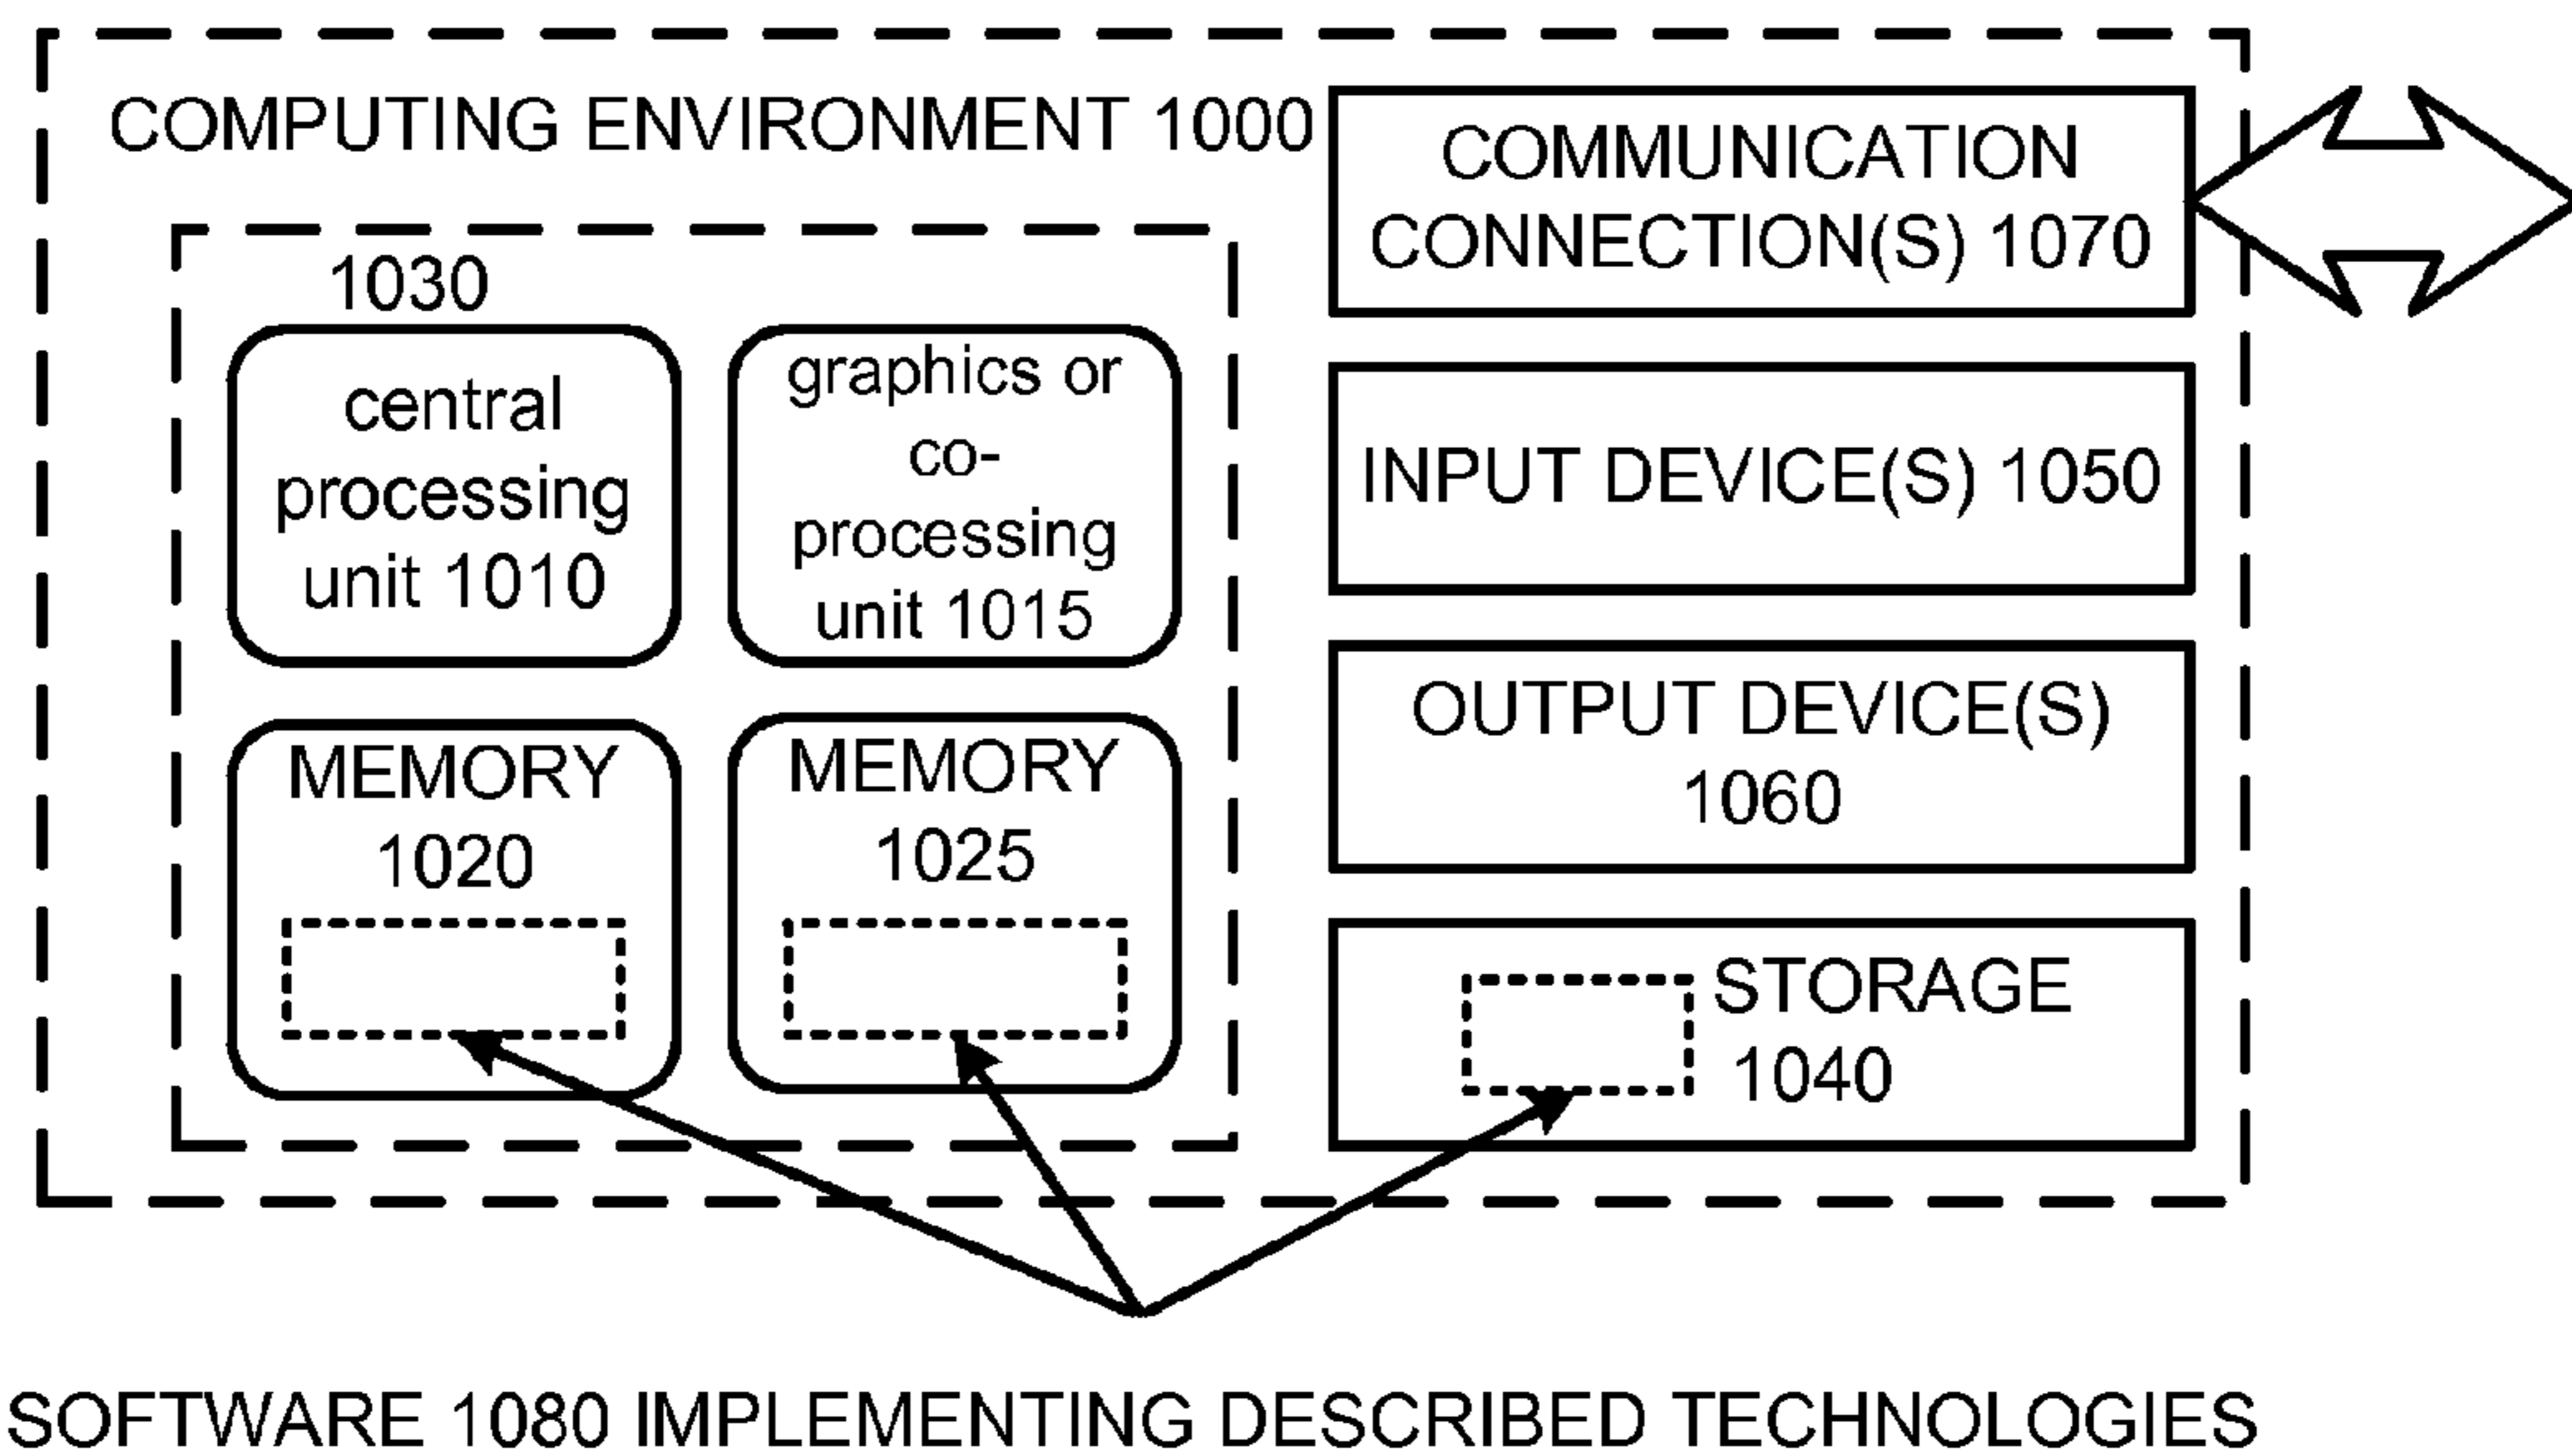 COMPUTING ENVIRONMENT 1000
1030
central
processing
unit 1010
graphics or
co-
processing
unit 1015
MEMORY
1020
MEMORY
1025
COMMUNICATION
CONNECTION(S) 1070
INPUT DEVICE(S) 1050
OUTPUT DEVICE(S)
1060
STORAGE
1040
SOFTWARE 1080 IMPLEMENTING DESCRIBED TECHNOLOGIES